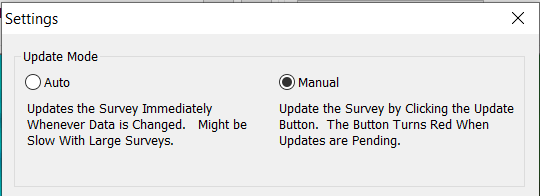 Settings
Update Mode
Auto
Manual
Updates the Survey Immediately
Whenever Data is Changed.   Might be
Slow With Large Surveys.
Update the Survey by Clicking the Update
Button.  The Button Turns Red When
Updates are Pending.